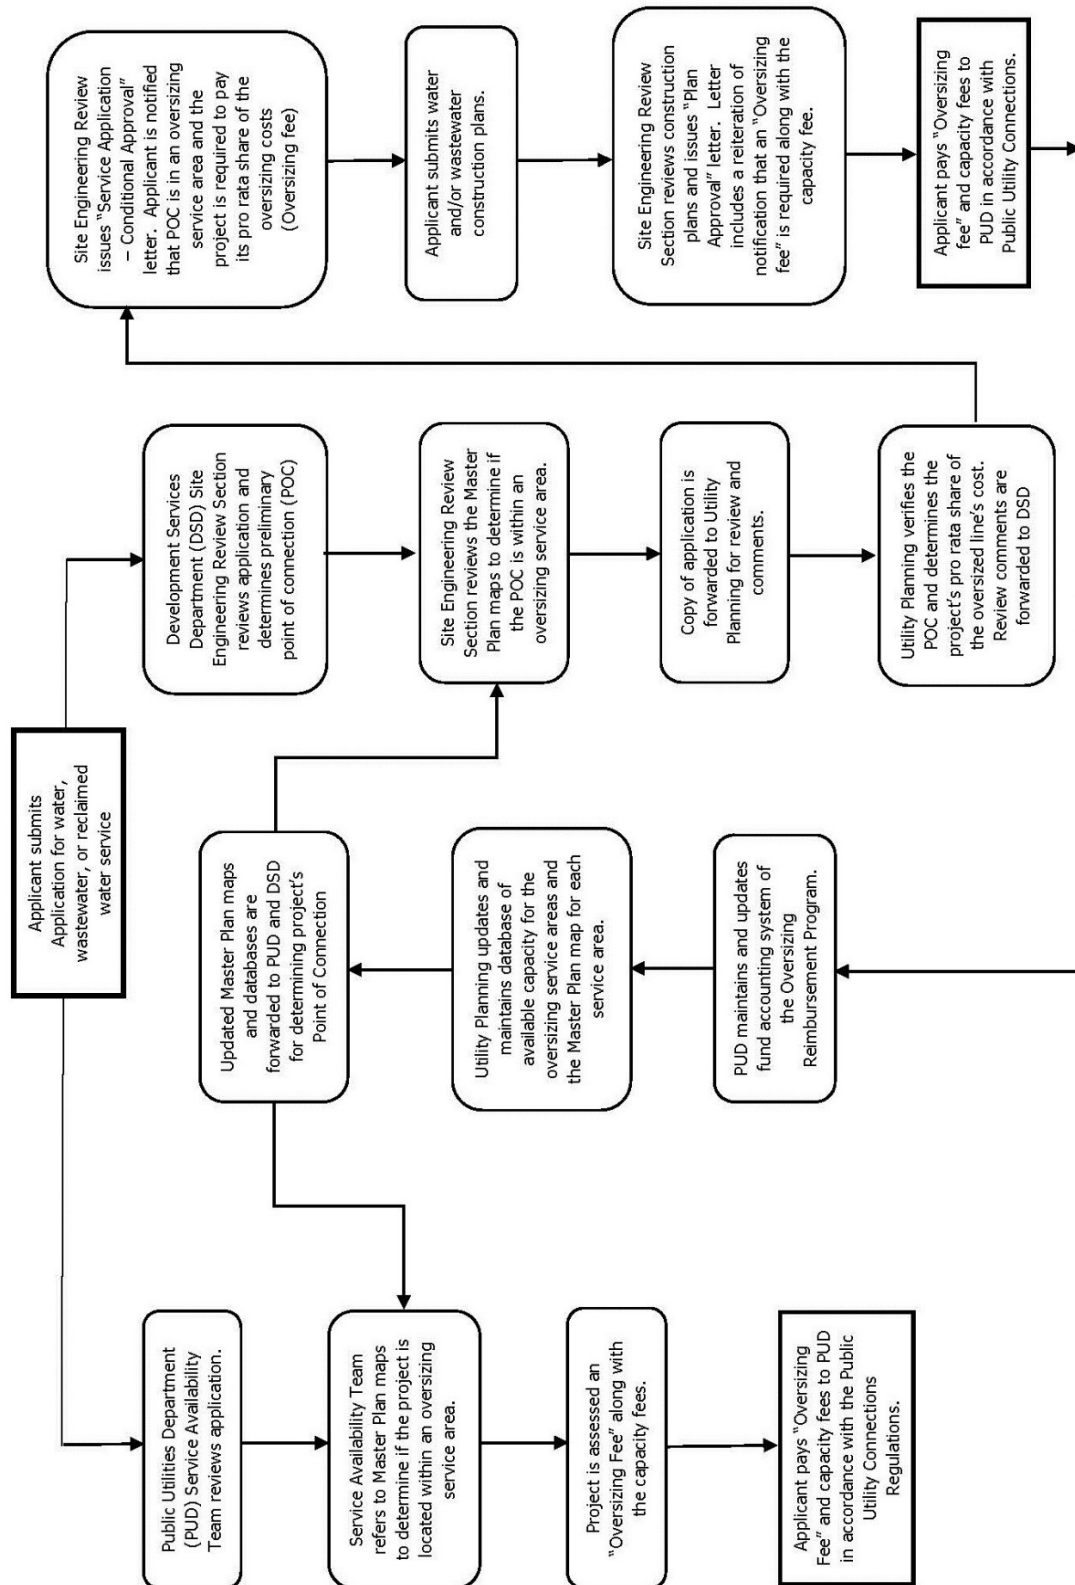 Applicant submits
Application for water,
wastewater, or reclaimed
water service
Public Utilities Department
(PUD) Service Availability
Team reviews application.
Service Availability Team
refers to Master Plan maps
to determine if the project is
located within an oversizing
service area.
Project is assessed an
“Oversizing Fee” along with
the capacity fees.
Applicant pays “Oversizing
Fee” and capacity fees to PUD
in accordance with the Public
Utility Connections
Regulations.
Updated Master Plan maps
and databases are
forwarded to PUD and DSD
for determining project’s
Point of Connection
Utility Planning updates and
maintains database of
available capacity for the
oversizing service areas and
the Master Plan map for each
service area.
PUD maintains and updates
fund accounting system of
the Oversizing
Reimbursement Program.
Development Services
Department (DSD) Site
Engineering Review Section
reviews application and
determines preliminary
point of connection (POC)
Site Engineering Review
Section reviews the Master
Plan maps to determine if
the POC is within an
oversizing service area.
Copy of application is
forwarded to Utility
Planning for review and
comments.
Utility Planning verifies the
POC and determines the
project’s pro rata share of
the oversized line’s cost.
Review comments are
forwarded to DSD
Site Engineering Review
issues “Service Application
– Conditional Approval”
letter. Applicant is notified
that POC is in an oversizing
service area and the
project is required to pay
its pro rata share of the
oversizing costs
(Oversizing fee)
Applicant submits water
and/or wastewater
construction plans.
Site Engineering Review
Section reviews construction
plans and issues “Plan
Approval” letter. Letter
includes a reiteration of
notification that an “Oversizing
fee” is required along with the
capacity fee.
Applicant pays “Oversizing
fee” and capacity fees to
PUD in accordance with
Public Utility Connections.